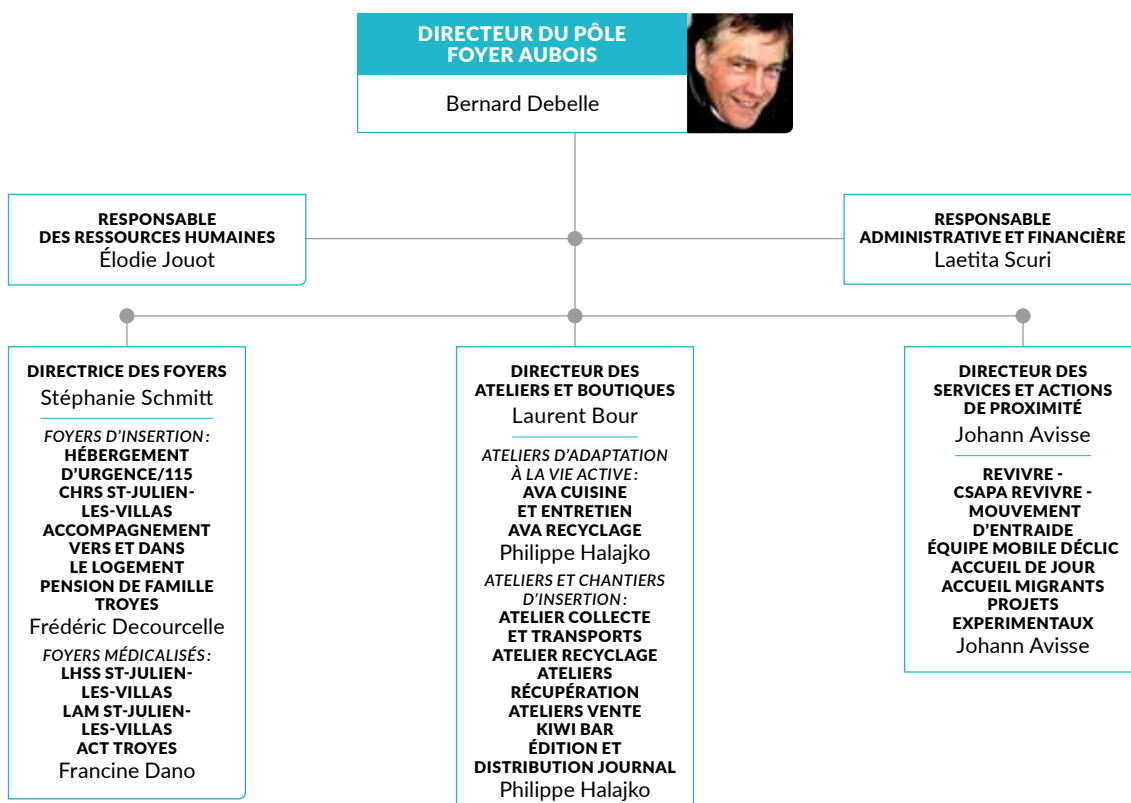 DIRECTEUR DU PÔLE
FOYER AUBOIS
Bernard Debelle
RESPONSABLE
DES RESSOURCES HUMAINES
Élodie Jouot
RESPONSABLE
ADMINISTRATIVE ET FINANCIÈRE
Laetita Scuri
DIRECTRICE DES FOYERS
Stéphanie Schmitt
FOYERS D'INSERTION :
HÉBERGEMENT
D'URGENCE/115
CHRS ST-JULIEN-
LES-VILLAS
ACCOMPAGNEMENT
VERS ET DANS
LE LOGEMENT
PENSION DE FAMILLE
TROYES
Frédéric Decourcelle
FOYERS MÉDICALISÉS :
LHSS ST-JULIEN-
LES-VILLAS
LAM ST-JULIEN-
LES-VILLAS
ACT TROYES
Francine Dano
DIRECTEUR DES
ATELIERS ET BOUTIQUES
Laurent Bour
ATELIERS D'ADAPTATION
À LA VIE ACTIVE :
AVA CUISINE
ET ENTRETIEN
AVA RECYCLAGE
Philippe Halajko
ATELIERS ET CHANTIERS
D'INSERTION :
ATELIER COLLECTE
ET TRANSPORTS
ATELIER RECYCLAGE
ATELIERS
RÉCUPÉRATION
ATELIERS VENTE
KIWI BAR
ÉDITION ET
DISTRIBUTION JOURNAL
Philippe Halajko
DIRECTEUR DES
SERVICES ET ACTIONS
DE PROXIMITÉ
Johann Avisse
REVIVRE -
CSAPA REVIVRE -
MOUVEMENT
D'ENTRAIDE
ÉQUIPE MOBILE DÉCLIC
ACCUEIL DE JOUR
ACCUEIL MIGRANTS
PROJETS
EXPERIMENTAUX
Johann Avisse